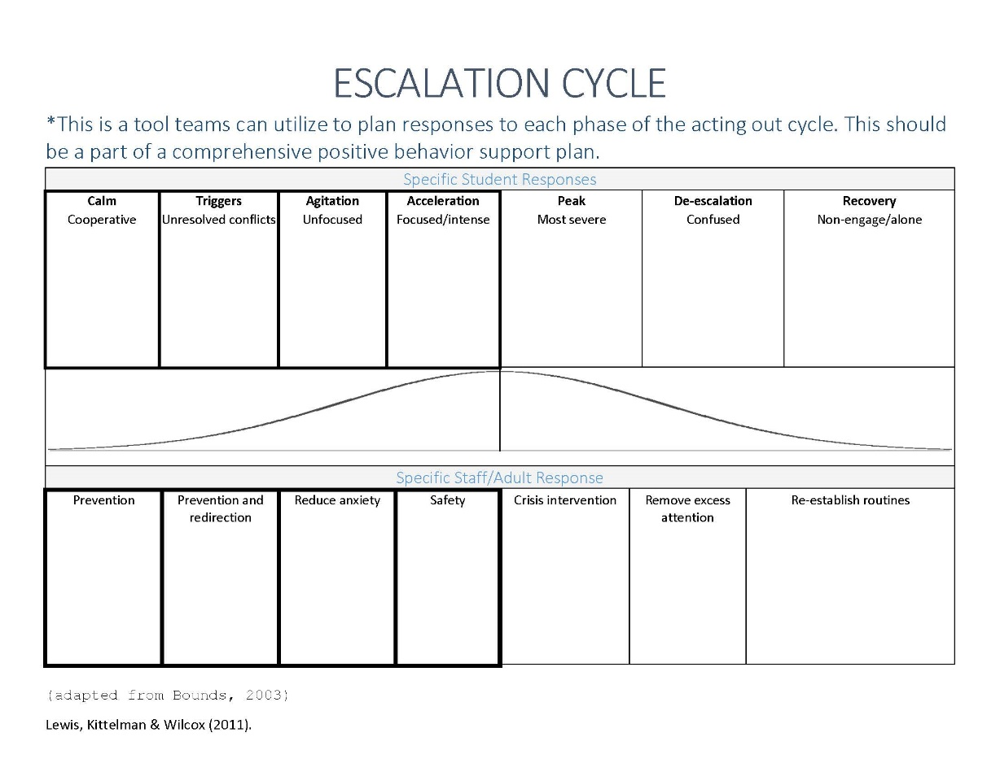 ESCALATION CYCLE
*This is a tool teams can utilize to plan responses to each phase of the acting out cycle. This should
be a part of a comprehensive positive behavior support plan.
Specific Student Responses
Calm Triggers Agitation Acceleration Peak De-escalation Recovery
Cooperative Unresolved conflicts Unfocused Focused/intense Most severe Confused Non-engage/alone
Specific Staff/Adult Response
Prevention Prevention and Reduce anxiety Safety Crisis intervention Remove excess Re-establish routines
redirection attention
(adapted from Bounds, 2003)
Lewis, Kittelman & Wilcox (2011).